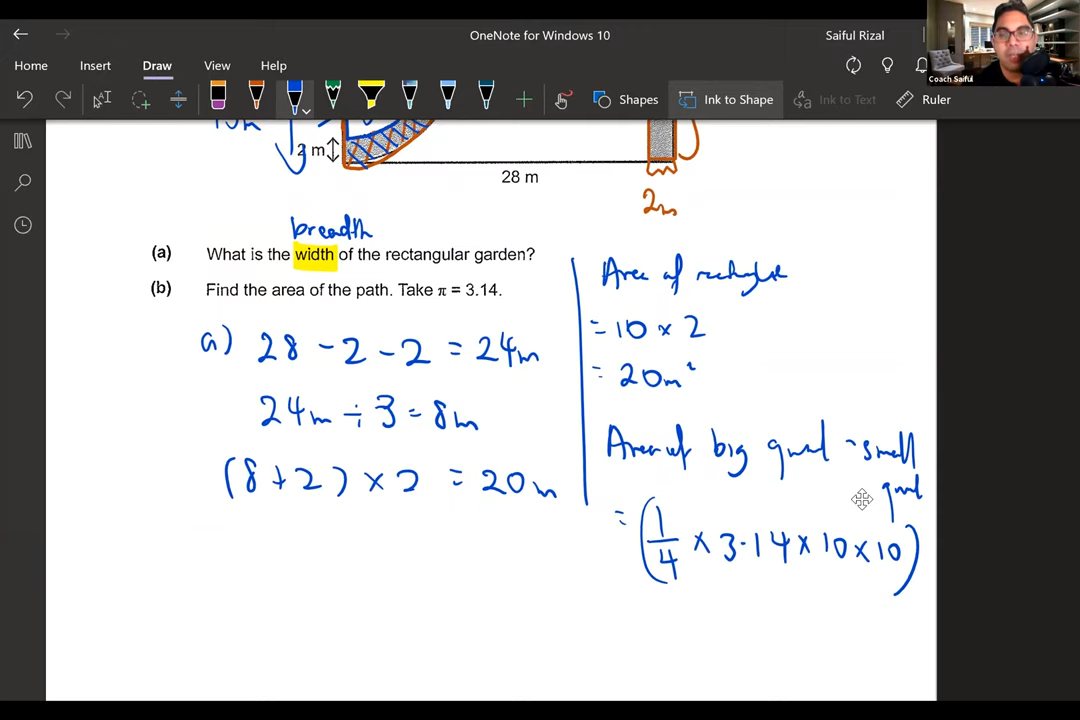 OneNote for Windows 10
Saiful Rizal
Coach Saiful
Home Insert Draw View Help
Shapes
Ink to Shape
Ink to Text
Ruler
2 m
28 m
2m
breadth
(a) What is the width of the rectangular garden?
(b) Find the area of the path. Take π = 3.14.
a) 28 - 2 - 2 = 24m
24m ÷ 3 = 8m
(8 + 2) × 2 = 20m
Area of rectangle
= 10 × 2
= 20m²
Area of big quad - small
quad
= (1/4 × 3.14 × 10 × 10)